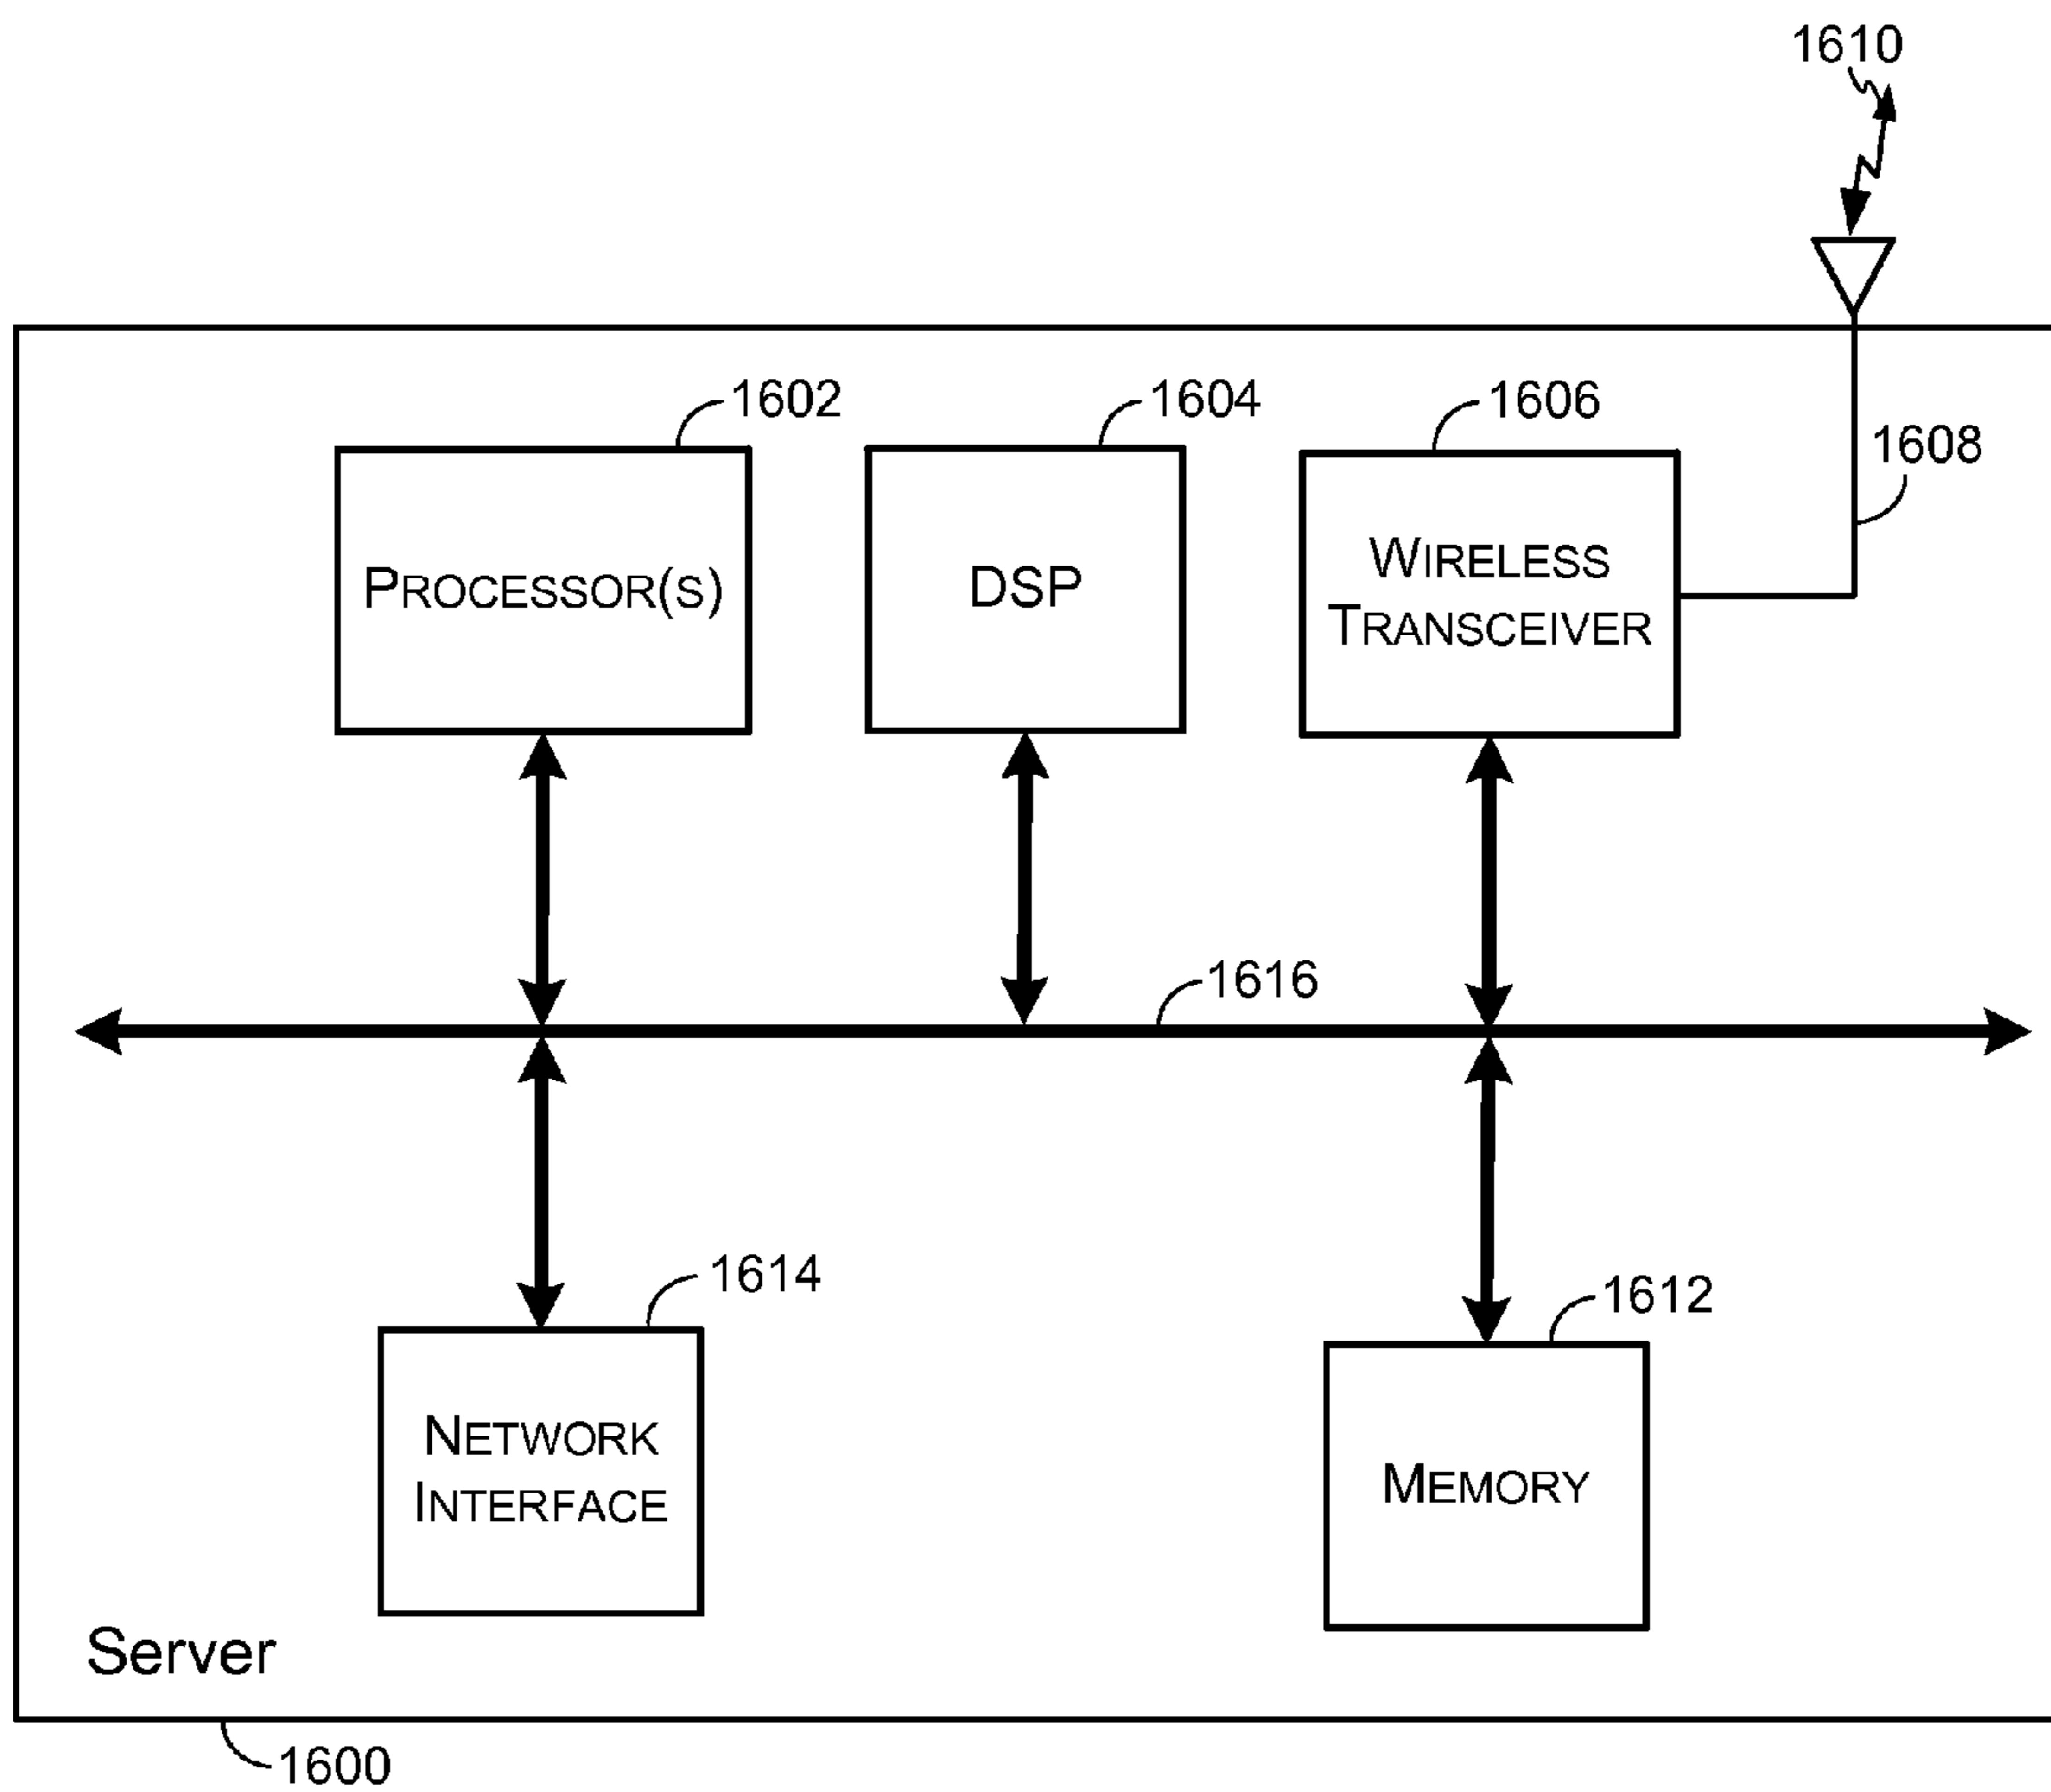 1610
1602
1604
1606
1608
PROCESSOR(S)
DSP
WIRELESS
TRANSCEIVER
1616
1614
1612
NETWORK
INTERFACE
MEMORY
Server
1600